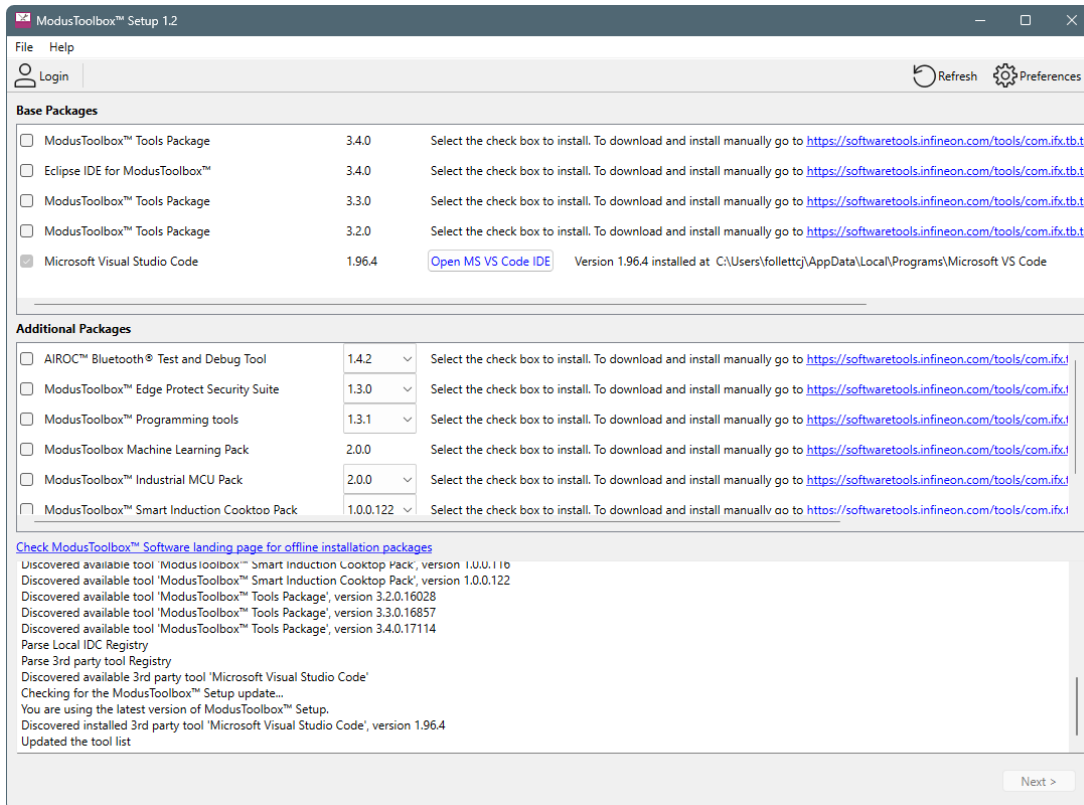 ModusToolbox™ Setup 1.2
File Help
Login Refresh Preferences
Base Packages
ModusToolbox™ Tools Package 3.4.0 Select the check box to install. To download and install manually go to https://softwaretools.infineon.com/tools/com.ifx.tb.t
Eclipse IDE for ModusToolbox™ 3.4.0 Select the check box to install. To download and install manually go to https://softwaretools.infineon.com/tools/com.ifx.tb.t
ModusToolbox™ Tools Package 3.3.0 Select the check box to install. To download and install manually go to https://softwaretools.infineon.com/tools/com.ifx.tb.t
ModusToolbox™ Tools Package 3.2.0 Select the check box to install. To download and install manually go to https://softwaretools.infineon.com/tools/com.ifx.tb.t
Microsoft Visual Studio Code 1.96.4 Open MS VS Code IDE Version 1.96.4 installed at C:\Users\follettcj\AppData\Local\Programs\Microsoft VS Code
Additional Packages
AIROC™ Bluetooth® Test and Debug Tool 1.4.2 Select the check box to install. To download and install manually go to https://softwaretools.infineon.com/tools/com.ifx.t
ModusToolbox™ Edge Protect Security Suite 1.3.0 Select the check box to install. To download and install manually go to https://softwaretools.infineon.com/tools/com.ifx.t
ModusToolbox™ Programming tools 1.3.1 Select the check box to install. To download and install manually go to https://softwaretools.infineon.com/tools/com.ifx.t
ModusToolbox Machine Learning Pack 2.0.0 Select the check box to install. To download and install manually go to https://softwaretools.infineon.com/tools/com.ifx.t
ModusToolbox™ Industrial MCU Pack 2.0.0 Select the check box to install. To download and install manually go to https://softwaretools.infineon.com/tools/com.ifx.t
ModusToolbox™ Smart Induction Cooktop Pack 1.0.0.122 Select the check box to install. To download and install manually go to https://softwaretools.infineon.com/tools/com.ifx.t
Check ModusToolbox™ Software landing page for offline installation packages
Discovered available tool 'ModusToolbox™ Smart Induction Cooktop Pack', version 1.0.0.116
Discovered available tool 'ModusToolbox™ Smart Induction Cooktop Pack', version 1.0.0.122
Discovered available tool 'ModusToolbox™ Tools Package', version 3.2.0.16028
Discovered available tool 'ModusToolbox™ Tools Package', version 3.3.0.16857
Discovered available tool 'ModusToolbox™ Tools Package', version 3.4.0.17114
Parse Local IDC Registry
Parse 3rd party tool Registry
Discovered available 3rd party tool 'Microsoft Visual Studio Code'
Checking for the ModusToolbox™ Setup update...
You are using the latest version of ModusToolbox™ Setup.
Discovered installed 3rd party tool 'Microsoft Visual Studio Code', version 1.96.4
Updated the tool list
Next >